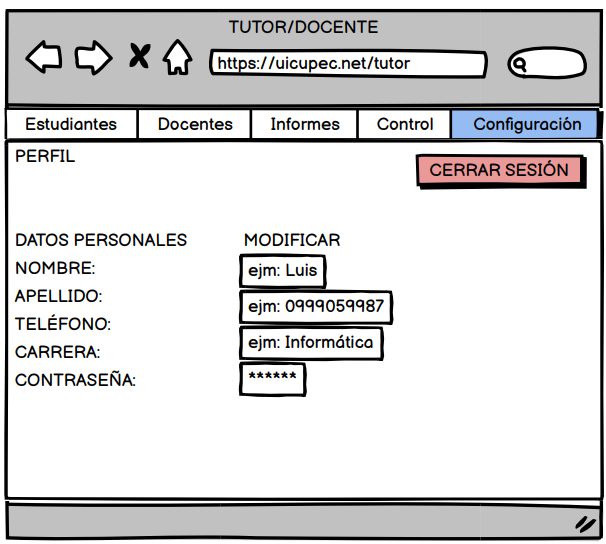 TUTOR/DOCENTE
https://uicupec.net/tutor
Estudiantes Docentes Informes Control Configuración
PERFIL
CERRAR SESIÓN
DATOS PERSONALES MODIFICAR
NOMBRE: ejm: Luis
APELLIDO: ejm: 0999059987
TELÉFONO:
CARRERA: ejm: Informática
CONTRASEÑA: ******